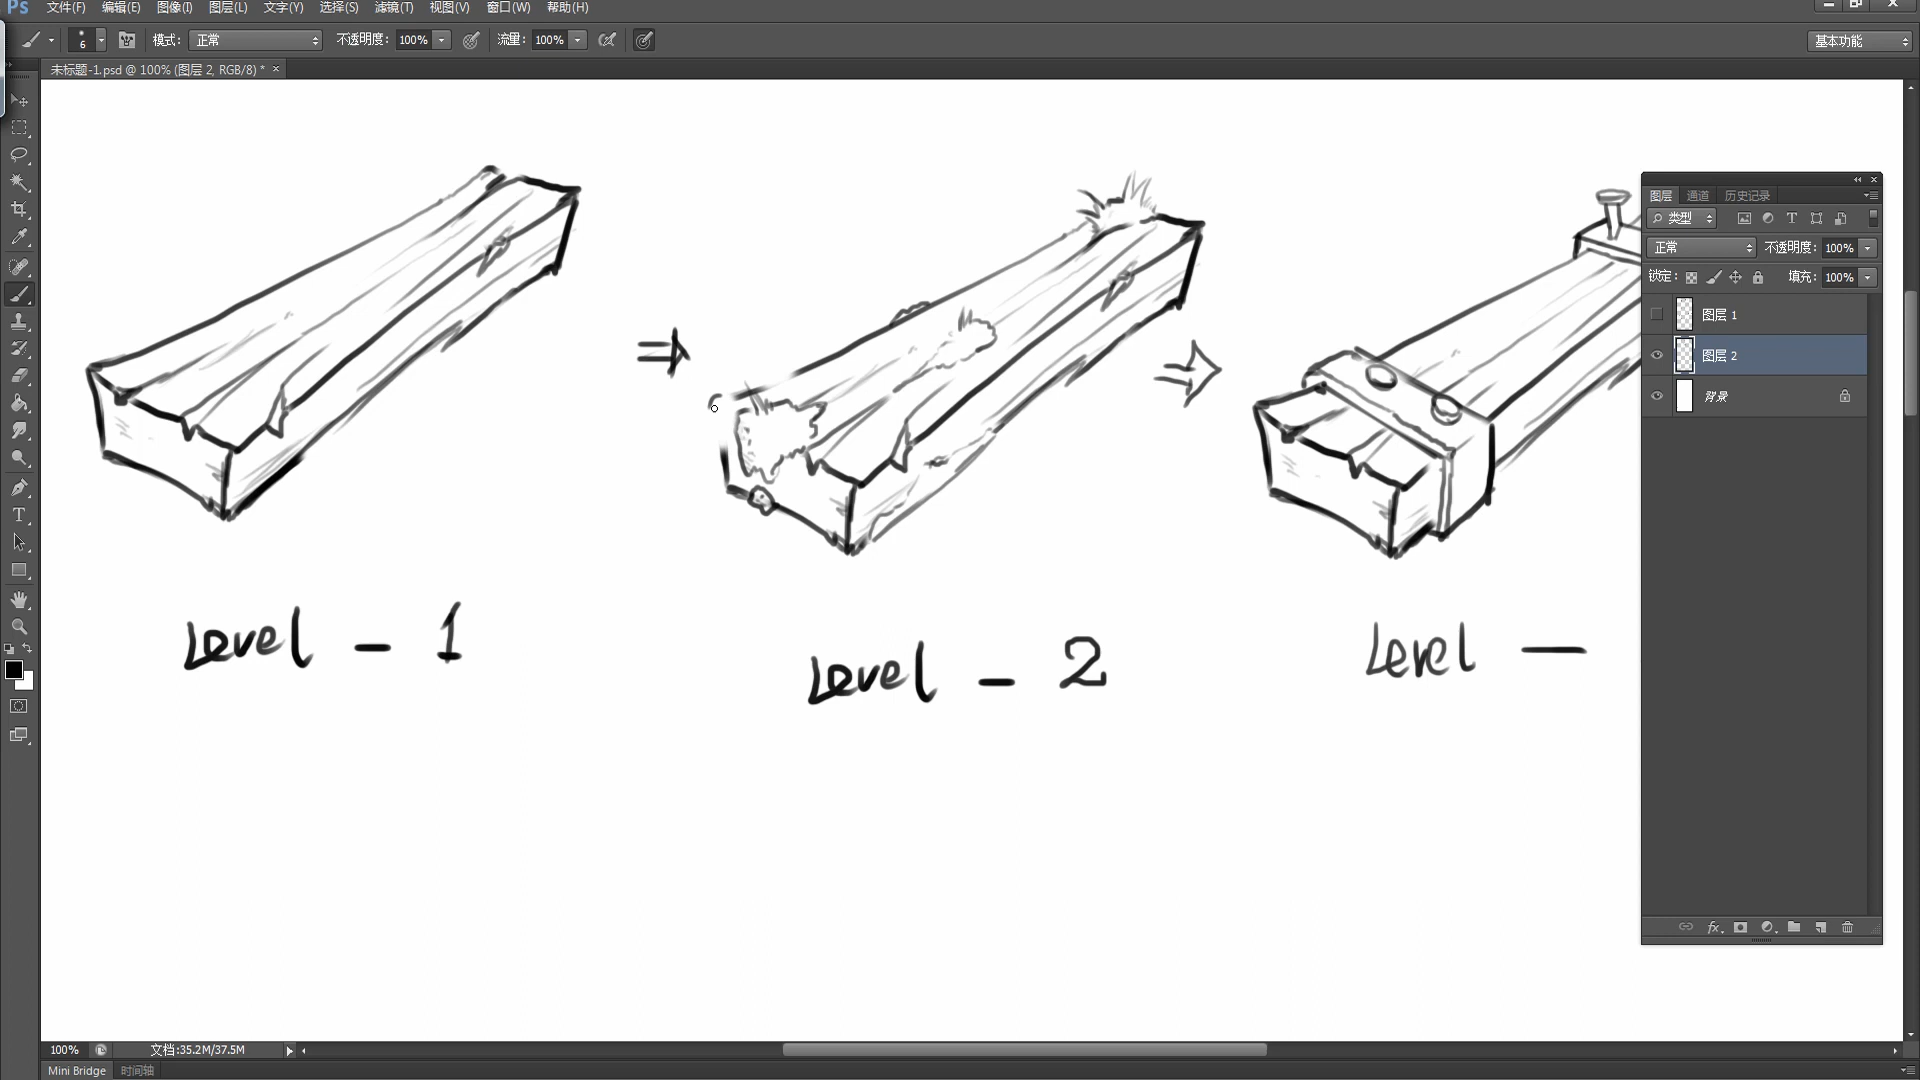 Ps 文件(F) 编辑(E) 图像(I) 图层(L) 文字(Y) 选择(S) 滤镜(T) 视图(V) 窗口(W) 帮助(H)
6 模式: 正常 不透明度: 100% 流量: 100% 基本功能
未标题-1.psd @ 100% (图层 2, RGB/8) * ×
图层 通道 历史记录
类型
正常 不透明度: 100%
锁定: 填充: 100%
图层 1
图层 2
背景
fx
Level - 1
Level - 2
Level —
100% 文档:35.2M/37.5M
Mini Bridge 时间轴